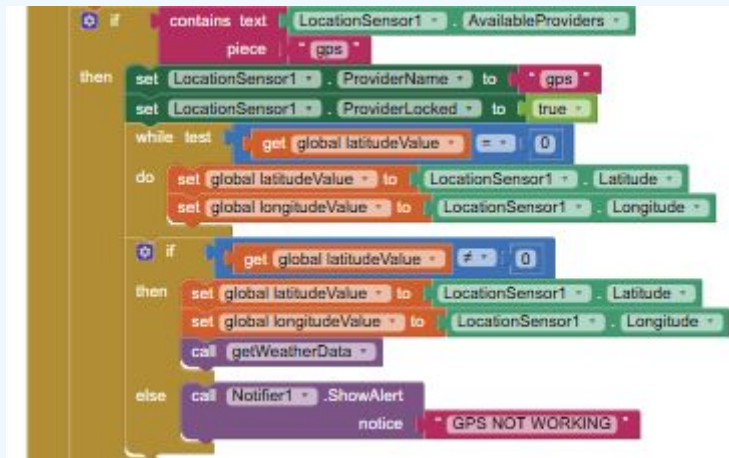 if contains text LocationSensor1 . AvailableProviders
piece " gps "
then set LocationSensor1 . ProviderName to " gps "
set LocationSensor1 . ProviderLocked to true
while test get global latitudeValue = 0
do set global latitudeValue to LocationSensor1 . Latitude
set global longitudeValue to LocationSensor1 . Longitude
if get global latitudeValue ≠ 0
then set global latitudeValue to LocationSensor1 . Latitude
set global longitudeValue to LocationSensor1 . Longitude
call getWeatherData
else call Notifier1 .ShowAlert
notice " GPS NOT WORKING "